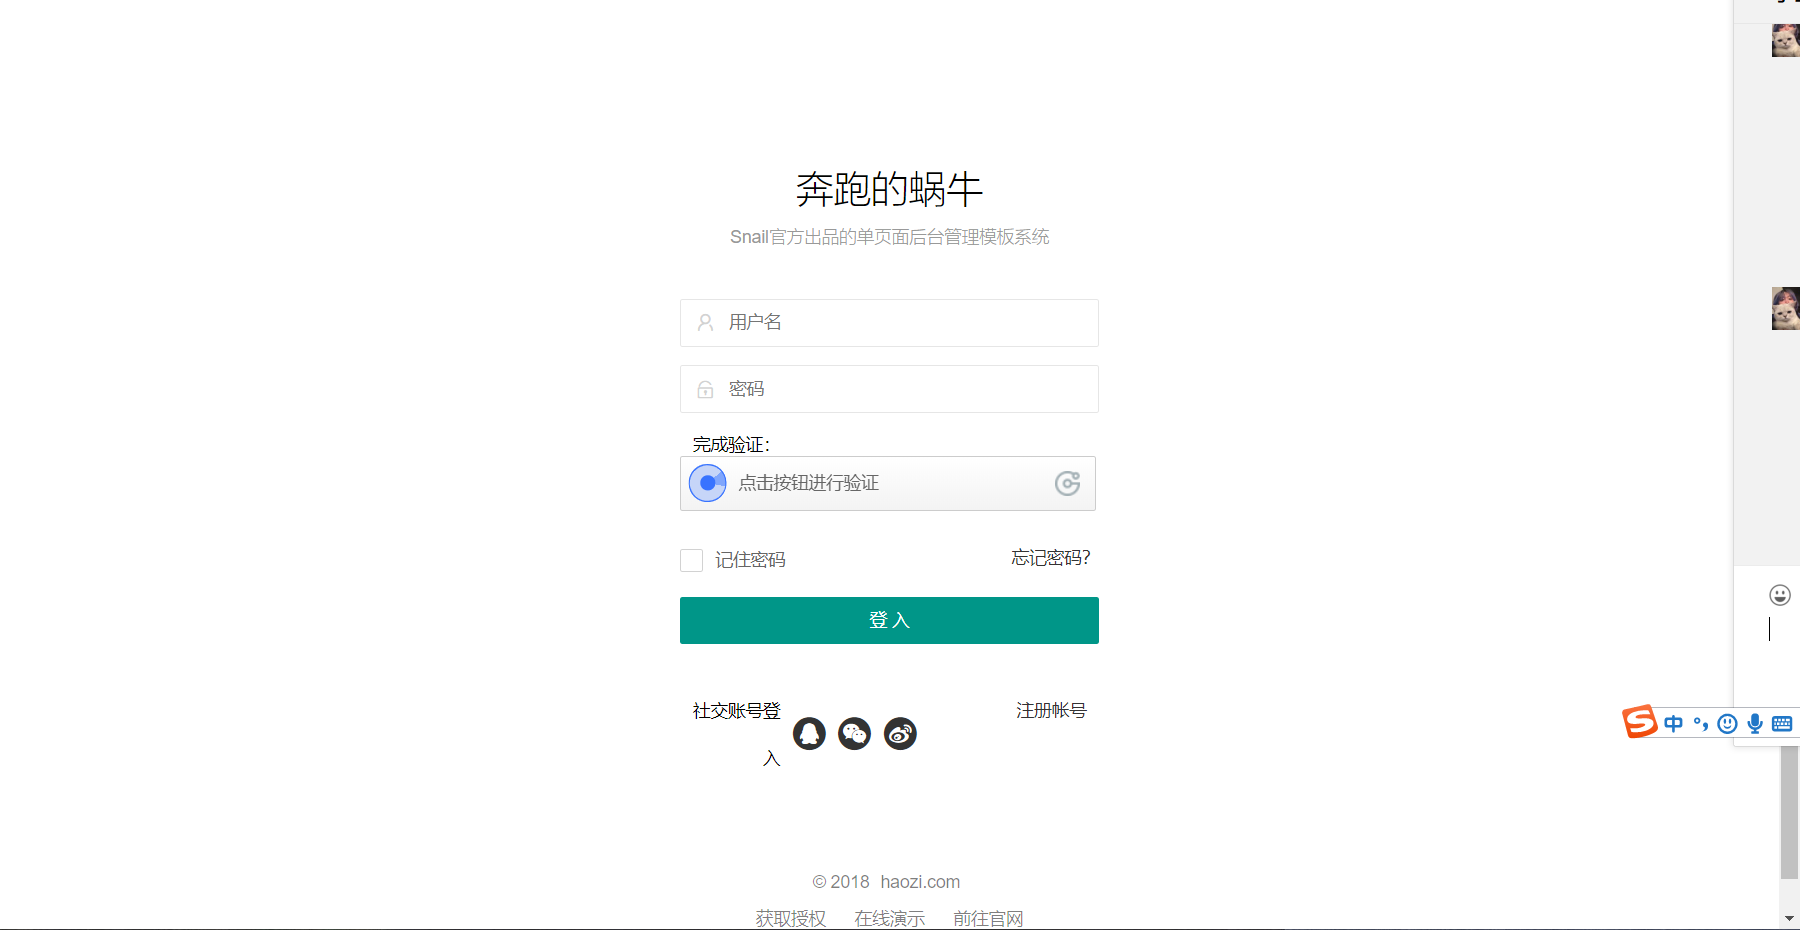 奔跑的蜗牛
Snail官方出品的单页面后台管理模板系统
用户名
密码
完成验证：
点击按钮进行验证
记住密码
忘记密码?
登 入
社交账号登
入
注册帐号
中
© 2018 haozi.com
获取授权 在线演示 前往官网